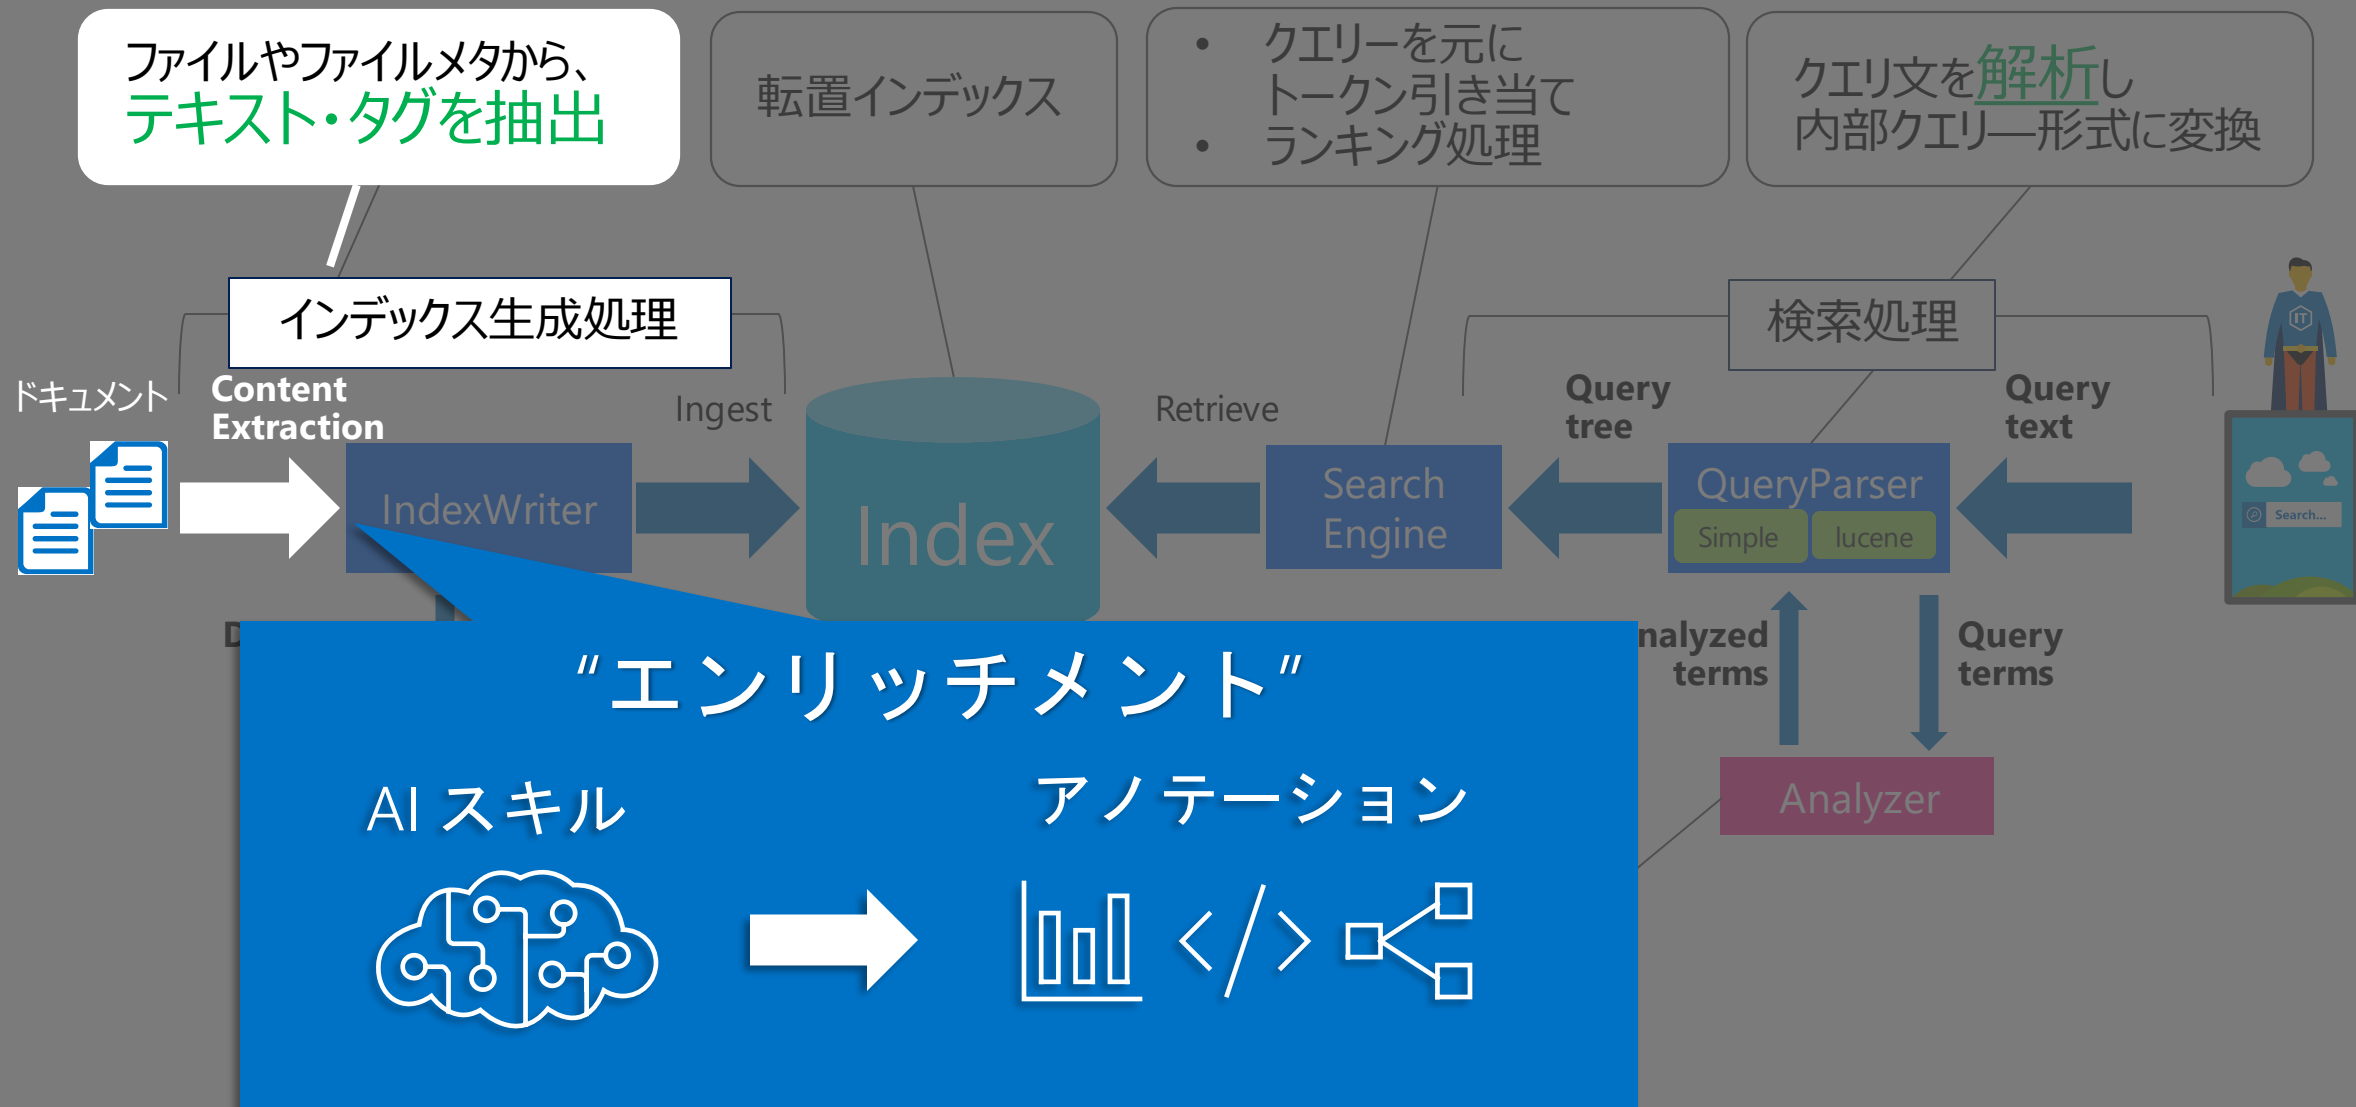 ファイルやファイルメタから、
テキスト・タグを抽出
転置インデックス
• クエリーを元に
トークン引き当て
• ランキング処理
クエリ文を解析し
内部クエリ―形式に変換
インデックス生成処理
検索処理
IT
ドキュメント
Content
Extraction
Ingest
Retrieve
Query
tree
Query
text
IndexWriter
Index
Search
Engine
QueryParser
Simple
lucene
Search...
D
nalyzed
terms
Query
terms
Analyzer
"エンリッチメント"
AI スキル
アノテーション
</>